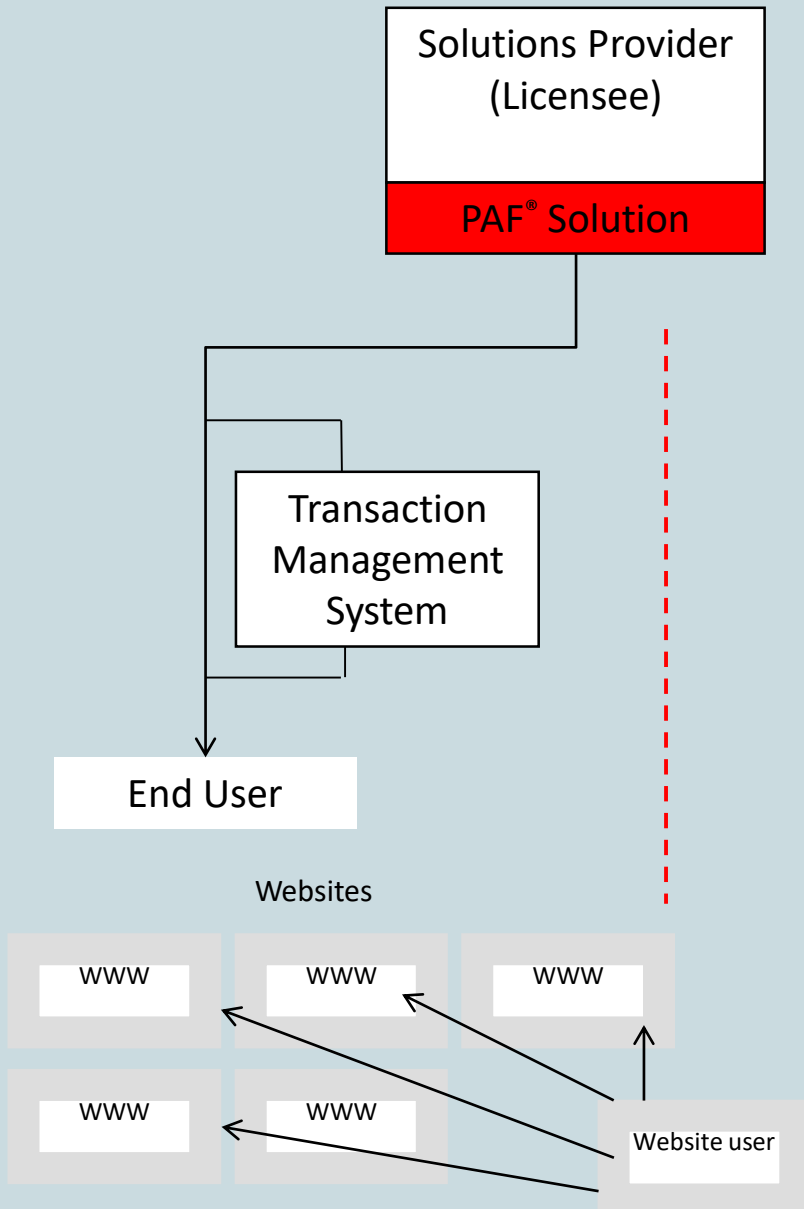 Solutions Provider
(Licensee)
PAF® Solution
Transaction
Management
System
End User
Websites
WWW
WWW
WWW
WWW
WWW
Website user